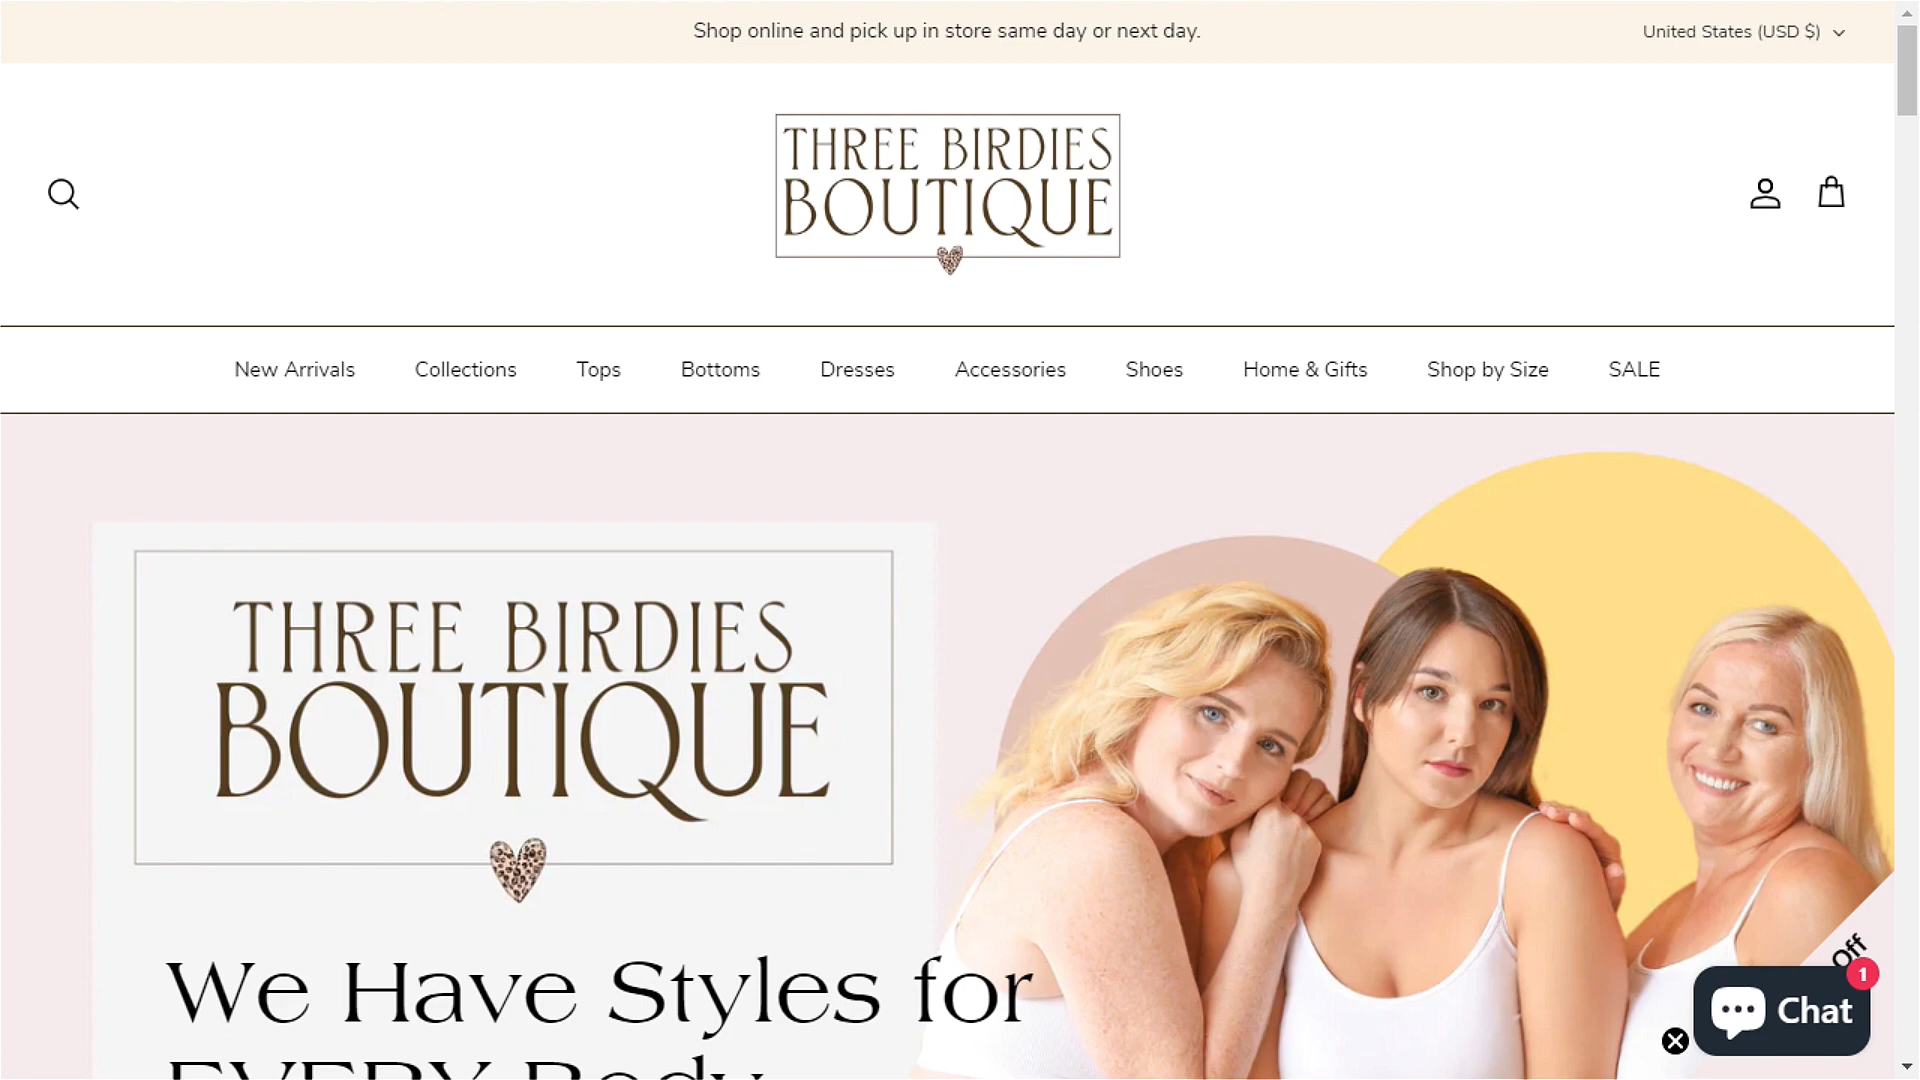 Shop online and pick up in store same day or next day.
United States (USD $)
THREE BIRDIES
BOUTIQUE
New Arrivals
Collections
Tops
Bottoms
Dresses
Accessories
Shoes
Home & Gifts
Shop by Size
SALE
THREE BIRDIES
BOUTIQUE
We Have Styles for
EVERY Body
Off
1
Chat